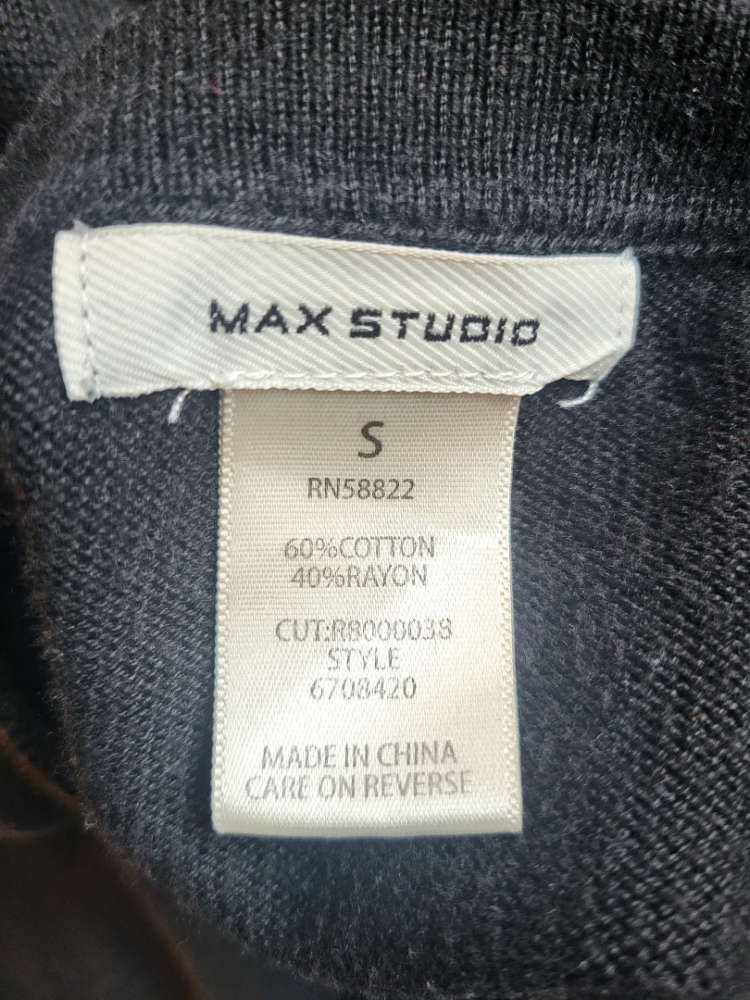 MAX STUDIO
S
RN58822
60%COTTON
40%RAYON
CUT:R8000038
STYLE
6708420
MADE IN CHINA
CARE ON REVERSE